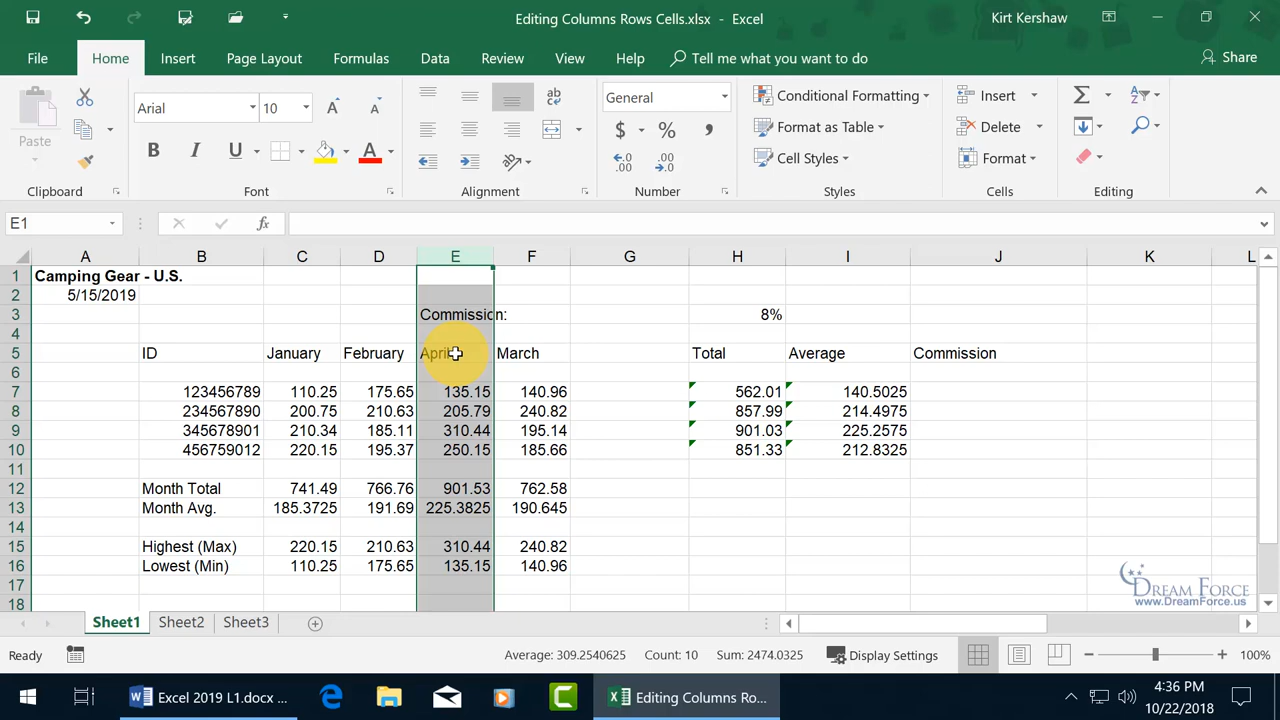 Editing Columns Rows Cells.xlsx - Excel
Kirt Kershaw
File Home Insert Page Layout Formulas Data Review View Help Tell me what you want to do Share
Paste
Arial 10
General
Conditional Formatting
Format as Table
Cell Styles
Insert
Delete
Format
Clipboard Font Alignment Number Styles Cells Editing
E1 fx
A B C D E F G H I J K L
1 Camping Gear - U.S.
2 5/15/2019
3 Commission: 8%
4
5 ID January February April March Total Average Commission
6
7 123456789 110.25 175.65 135.15 140.96 562.01 140.5025
8 234567890 200.75 210.63 205.79 240.82 857.99 214.4975
9 345678901 210.34 185.11 310.44 195.14 901.03 225.2575
10 456759012 220.15 195.37 250.15 185.66 851.33 212.8325
11
12 Month Total 741.49 766.76 901.53 762.58
13 Month Avg. 185.3725 191.69 225.3825 190.645
14
15 Highest (Max) 220.15 210.63 310.44 240.82
16 Lowest (Min) 110.25 175.65 135.15 140.96
17
18
DREAM FORCE
www.DreamForce.us
Sheet1 Sheet2 Sheet3
Ready Average: 309.2540625 Count: 10 Sum: 2474.0325 Display Settings 100%
Excel 2019 L1.docx ... Editing Columns Ro...
4:36 PM
10/22/2018